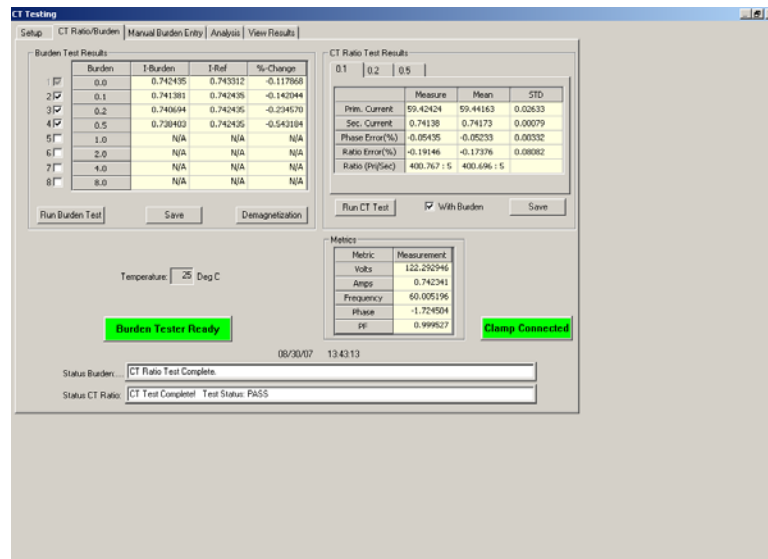 CT Testing
Setup CT Ratio/Burden Manual Burden Entry Analysis View Results
Burden Test Results
Burden I-Burden I-Ref %-Change
1 0.0 0.742435 0.743312 -0.117868
2 0.1 0.741381 0.742435 -0.142044
3 0.2 0.740694 0.742435 -0.234570
4 0.5 0.738403 0.742435 -0.543184
5 1.0 N/A N/A N/A
6 2.0 N/A N/A N/A
7 4.0 N/A N/A N/A
8 8.0 N/A N/A N/A
Run Burden Test Save Demagnetization
CT Ratio Test Results
0.1 0.2 0.5
Measure Mean STD
Prim. Current 59.42424 59.44163 0.02633
Sec. Current 0.74138 0.74173 0.00079
Phase Error(%) -0.05435 -0.05233 0.00332
Ratio Error(%) -0.19146 -0.17376 0.08082
Ratio (Pri/Sec) 400.767 : 5 400.696 : 5
Run CT Test With Burden Save
Temperature: 25 Deg C
Metrics
Metric Measurement
Volts 122.292946
Amps 0.742341
Frequency 60.005196
Phase -1.724504
PF 0.999527
Burden Tester Ready
Clamp Connected
08/30/07 13:43:13
Status Burden:.... CT Ratio Test Complete.
Status CT Ratio: CT Test Complete! Test Status: PASS